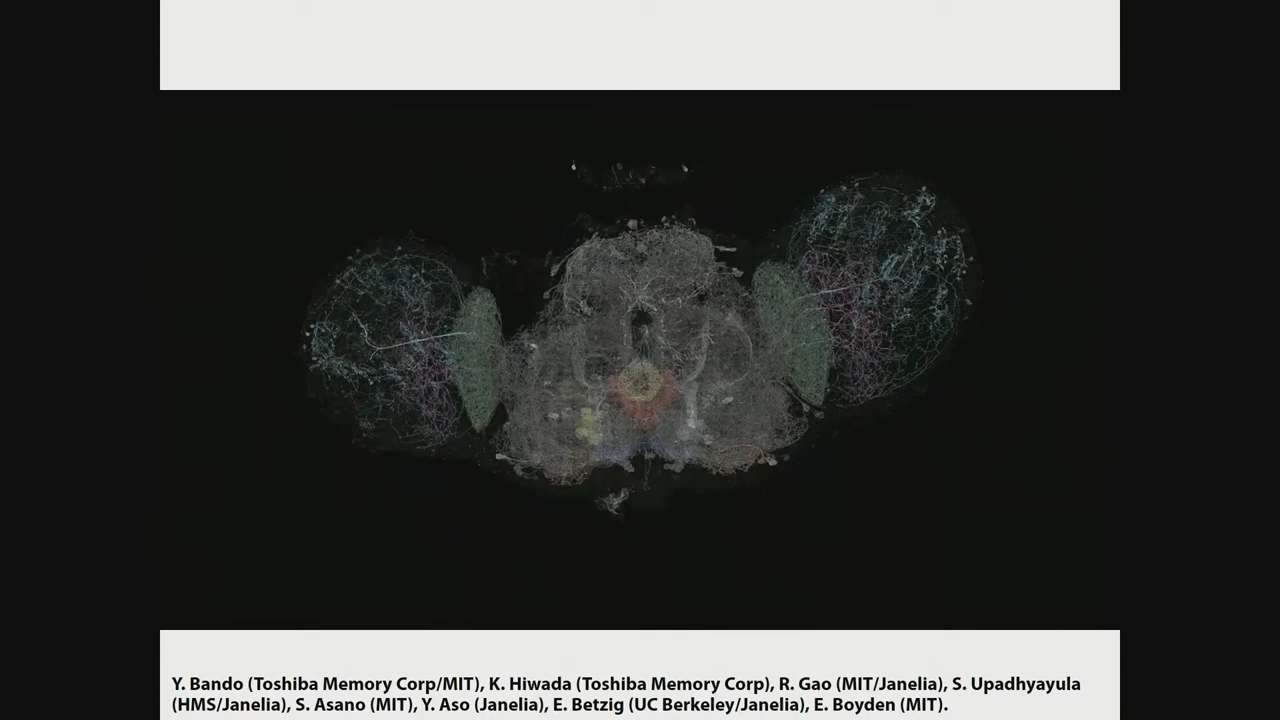 Y. Bando (Toshiba Memory Corp/MIT), K. Hiwada (Toshiba Memory Corp), R. Gao (MIT/Janelia), S. Upadhyayula
(HMS/Janelia), S. Asano (MIT), Y. Aso (Janelia), E. Betzig (UC Berkeley/Janelia), E. Boyden (MIT).